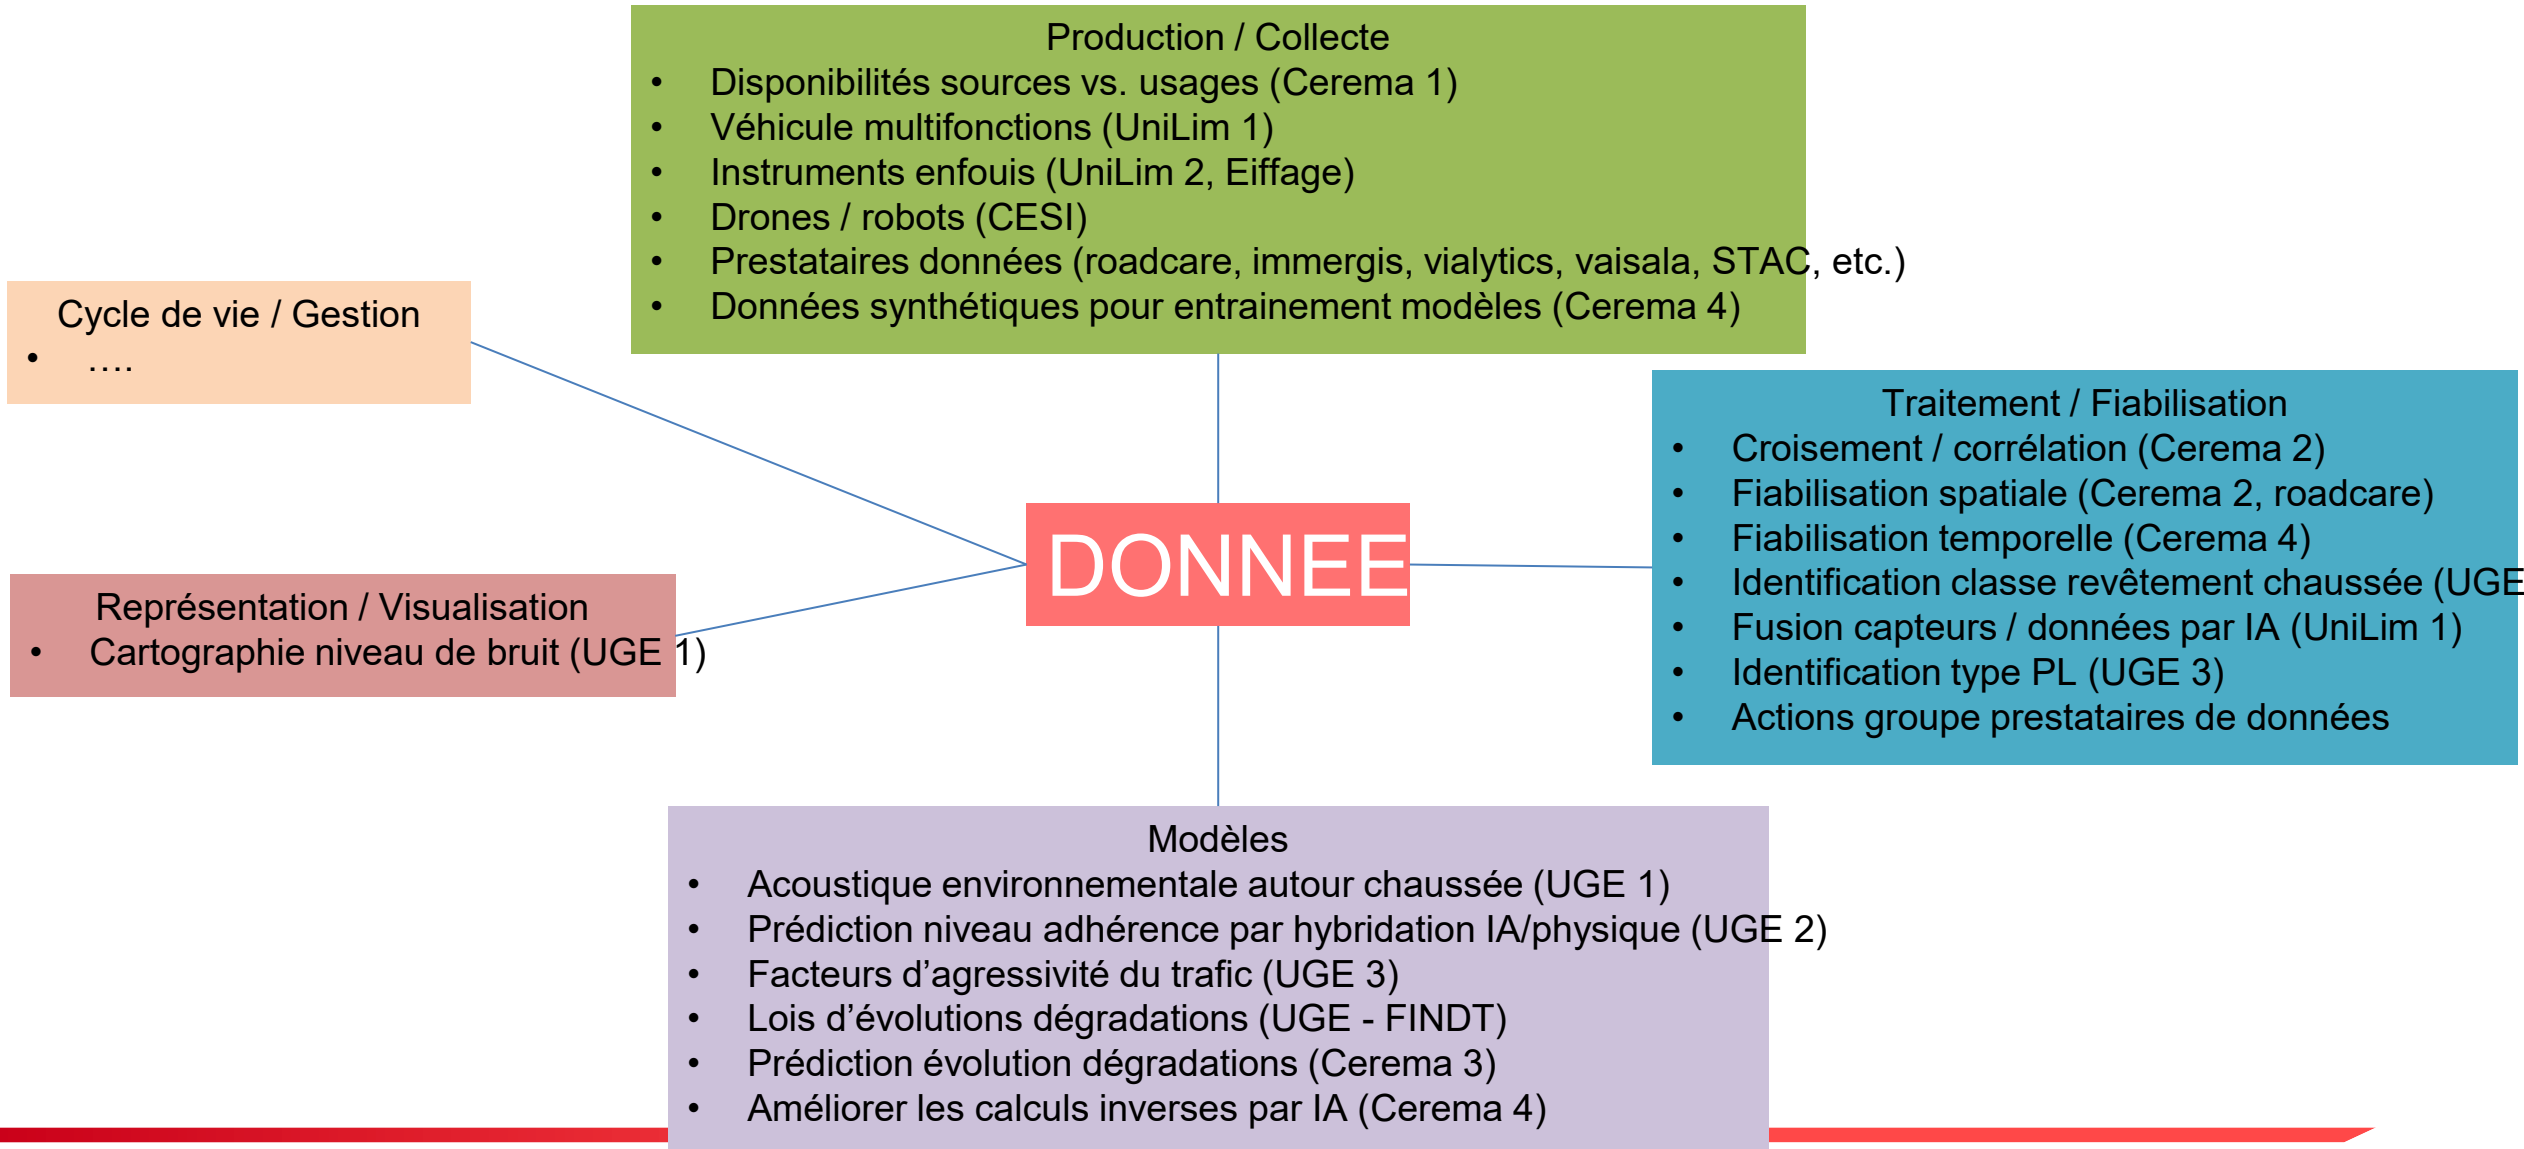 Production / Collecte
• Disponibilités sources vs. usages (Cerema 1)
• Véhicule multifonctions (UniLim 1)
• Instruments enfouis (UniLim 2, Eiffage)
• Drones / robots (CESI)
• Prestataires données (roadcare, immergis, vialytics, vaisala, STAC, etc.)
• Données synthétiques pour entrainement modèles (Cerema 4)
Cycle de vie / Gestion
• ....
Traitement / Fiabilisation
• Croisement / corrélation (Cerema 2)
• Fiabilisation spatiale (Cerema 2, roadcare)
• Fiabilisation temporelle (Cerema 4)
• Identification classe revêtement chaussée (UGE
• Fusion capteurs / données par IA (UniLim 1)
• Identification type PL (UGE 3)
• Actions groupe prestataires de données
DONNEE
Représentation / Visualisation
• Cartographie niveau de bruit (UGE 1)
Modèles
• Acoustique environnementale autour chaussée (UGE 1)
• Prédiction niveau adhérence par hybridation IA/physique (UGE 2)
• Facteurs d’agressivité du trafic (UGE 3)
• Lois d’évolutions dégradations (UGE - FINDT)
• Prédiction évolution dégradations (Cerema 3)
• Améliorer les calculs inverses par IA (Cerema 4)